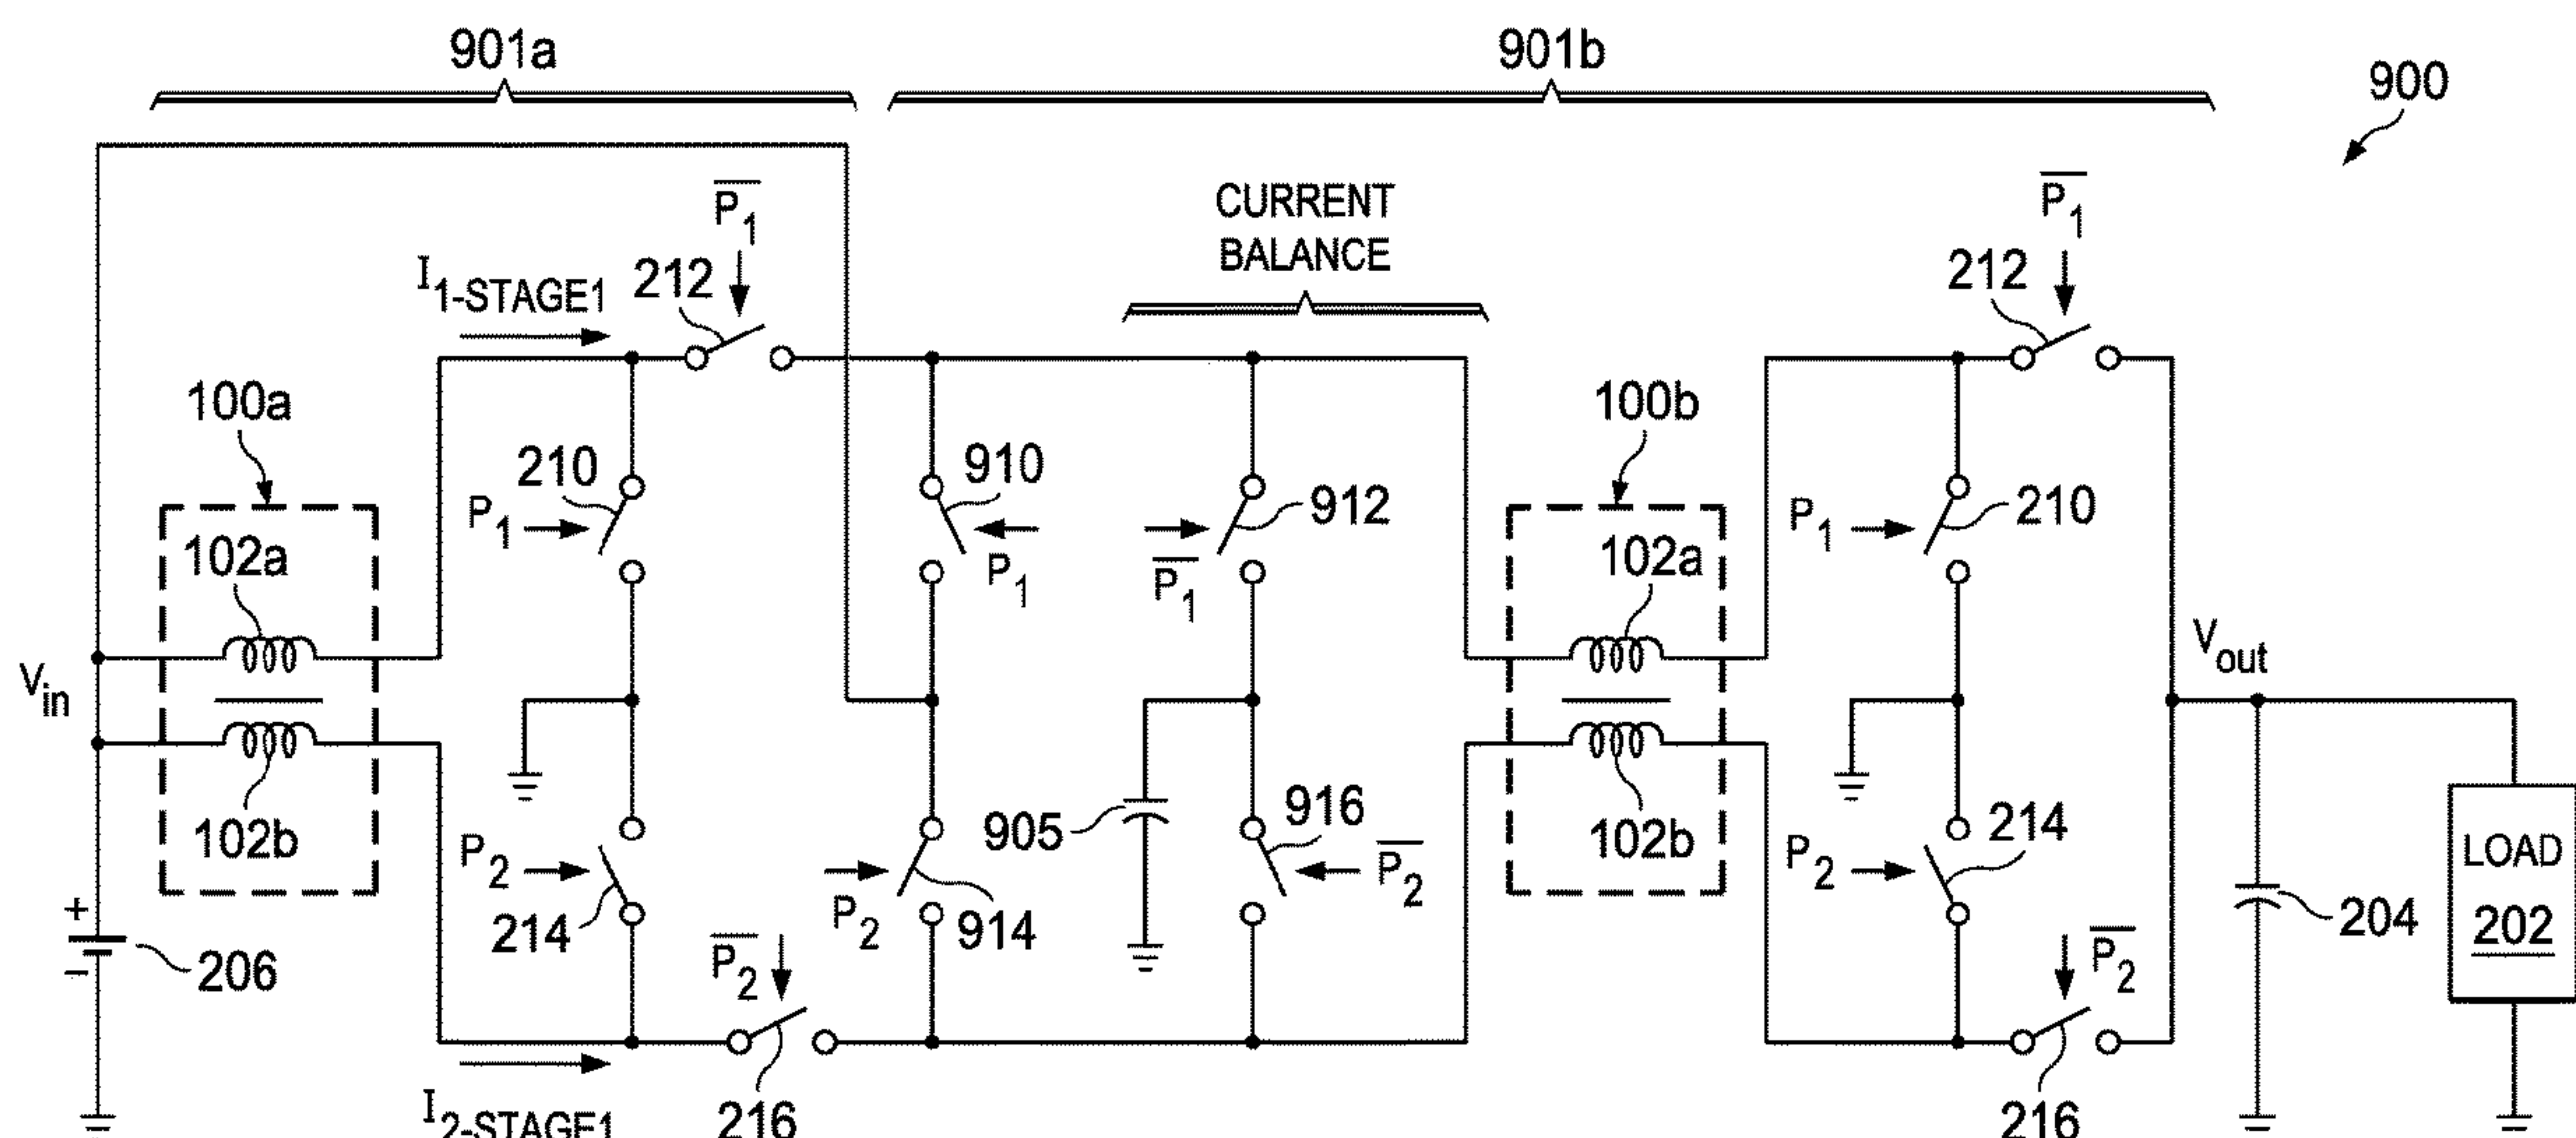 901a
901b
900
CURRENT
BALANCE
P̅1
P̅1
I1-STAGE1
212
212
100a
100b
210
P1
910
P1
912
P̅1
P1
210
102a
102a
Vin
Vout
102b
102b
P2
214
P2
914
905
916
P̅2
P2
214
LOAD
202
204
+
−
206
P̅2
P̅2
I2-STAGE1
216
216